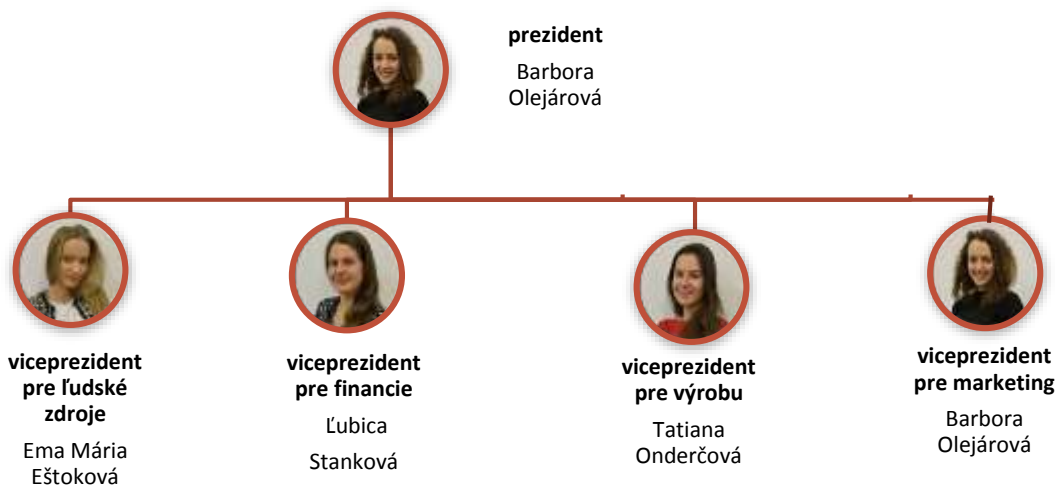 prezident
Barbora
Olejárová
viceprezident
pre ľudské
zdroje
Ema Mária
Eštoková
viceprezident
pre financie
Ľubica
Stanková
viceprezident
pre výrobu
Tatiana
Onderčová
viceprezident
pre marketing
Barbora
Olejárová